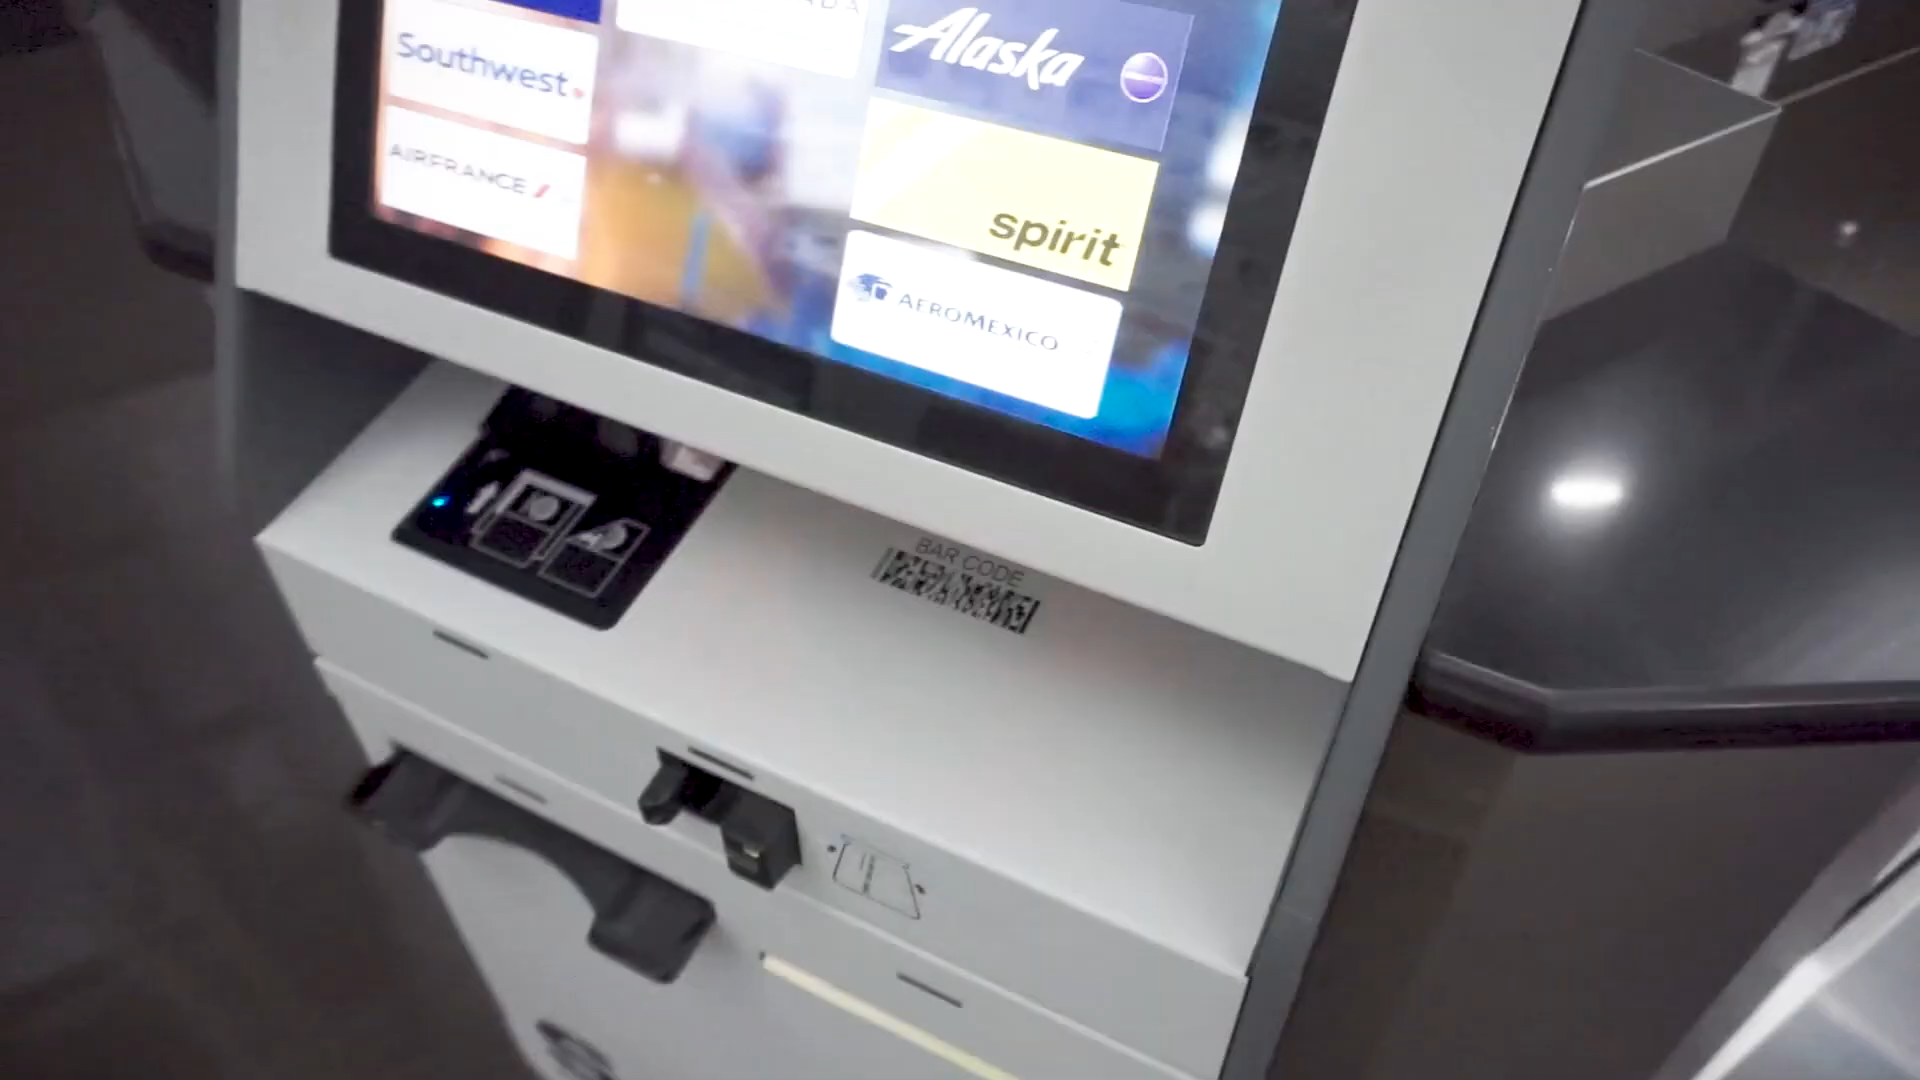 Southwest
AIRFRANCE
Alaska
spirit
AEROMEXICO
BAR CODE